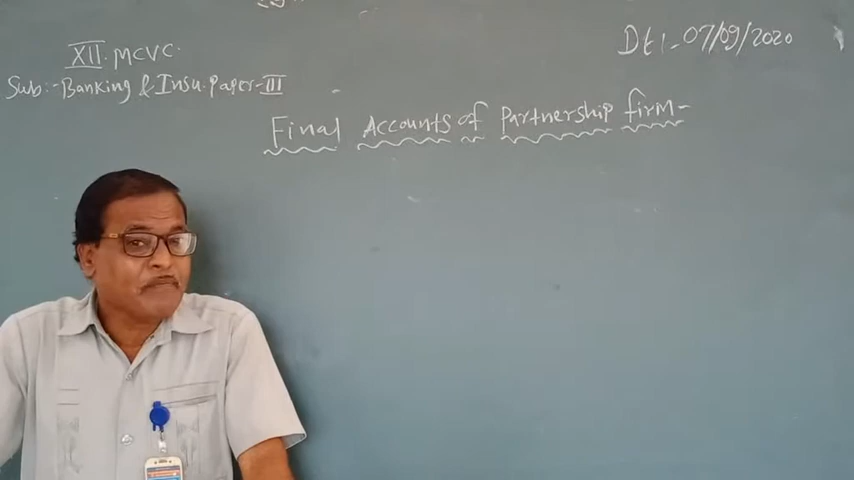 XII. MCVC.
Dt :- 07/09/2020
Sub:- Banking & Insu. Paper - III
Final Accounts of Partnership firm -